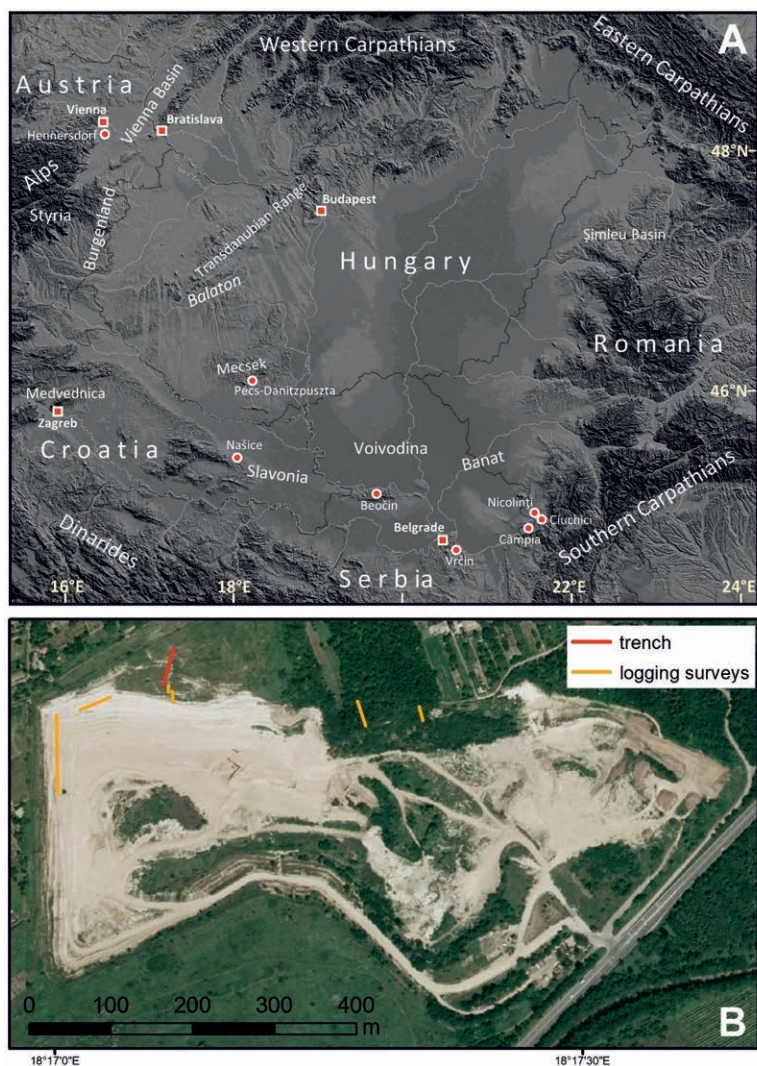 A
Western Carpathians
Eastern Carpathians
Austria
Vienna
Vienna Basin
Bratislava
Hennersdorf
48°N
Alps
Styria
Burgenland
Budapest
Transdanubian Range
Şimleu Basin
Hungary
Balaton
Romania
Mecsek
Pécs-Danitzpuszta
46°N
Medvednica
Zagreb
Croatia
Našice
Slavonia
Voivodina
Banat
Beočin
Nicolinţ
Ciuchici
Câmpia
Southern Carpathians
Belgrade
Vrčin
Dinarides
Serbia
16°E
18°E
22°E
24°E
trench
logging surveys
0 100 200 300 400
m
B
18°17'0"E
18°17'30"E